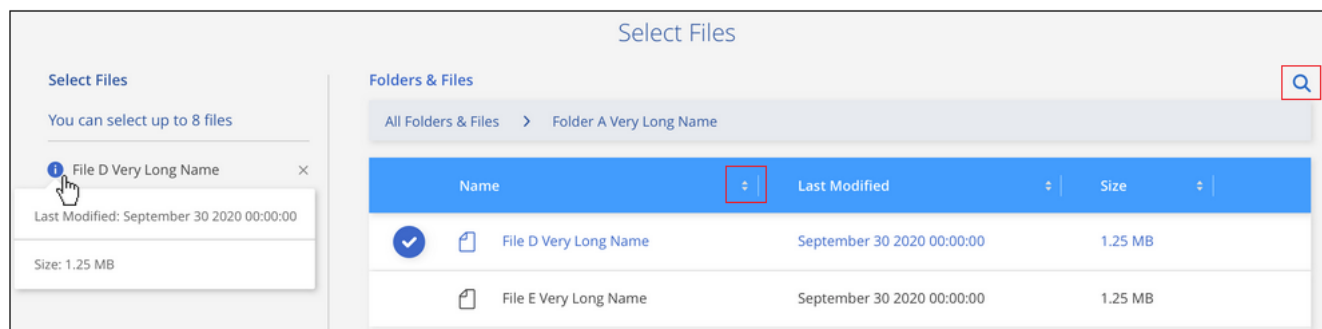 Select Files
Select Files
You can select up to 8 files
File D Very Long Name
Last Modified: September 30 2020 00:00:00
Size: 1.25 MB
Folders & Files
All Folders & Files > Folder A Very Long Name
Name Last Modified Size
File D Very Long Name September 30 2020 00:00:00 1.25 MB
File E Very Long Name September 30 2020 00:00:00 1.25 MB